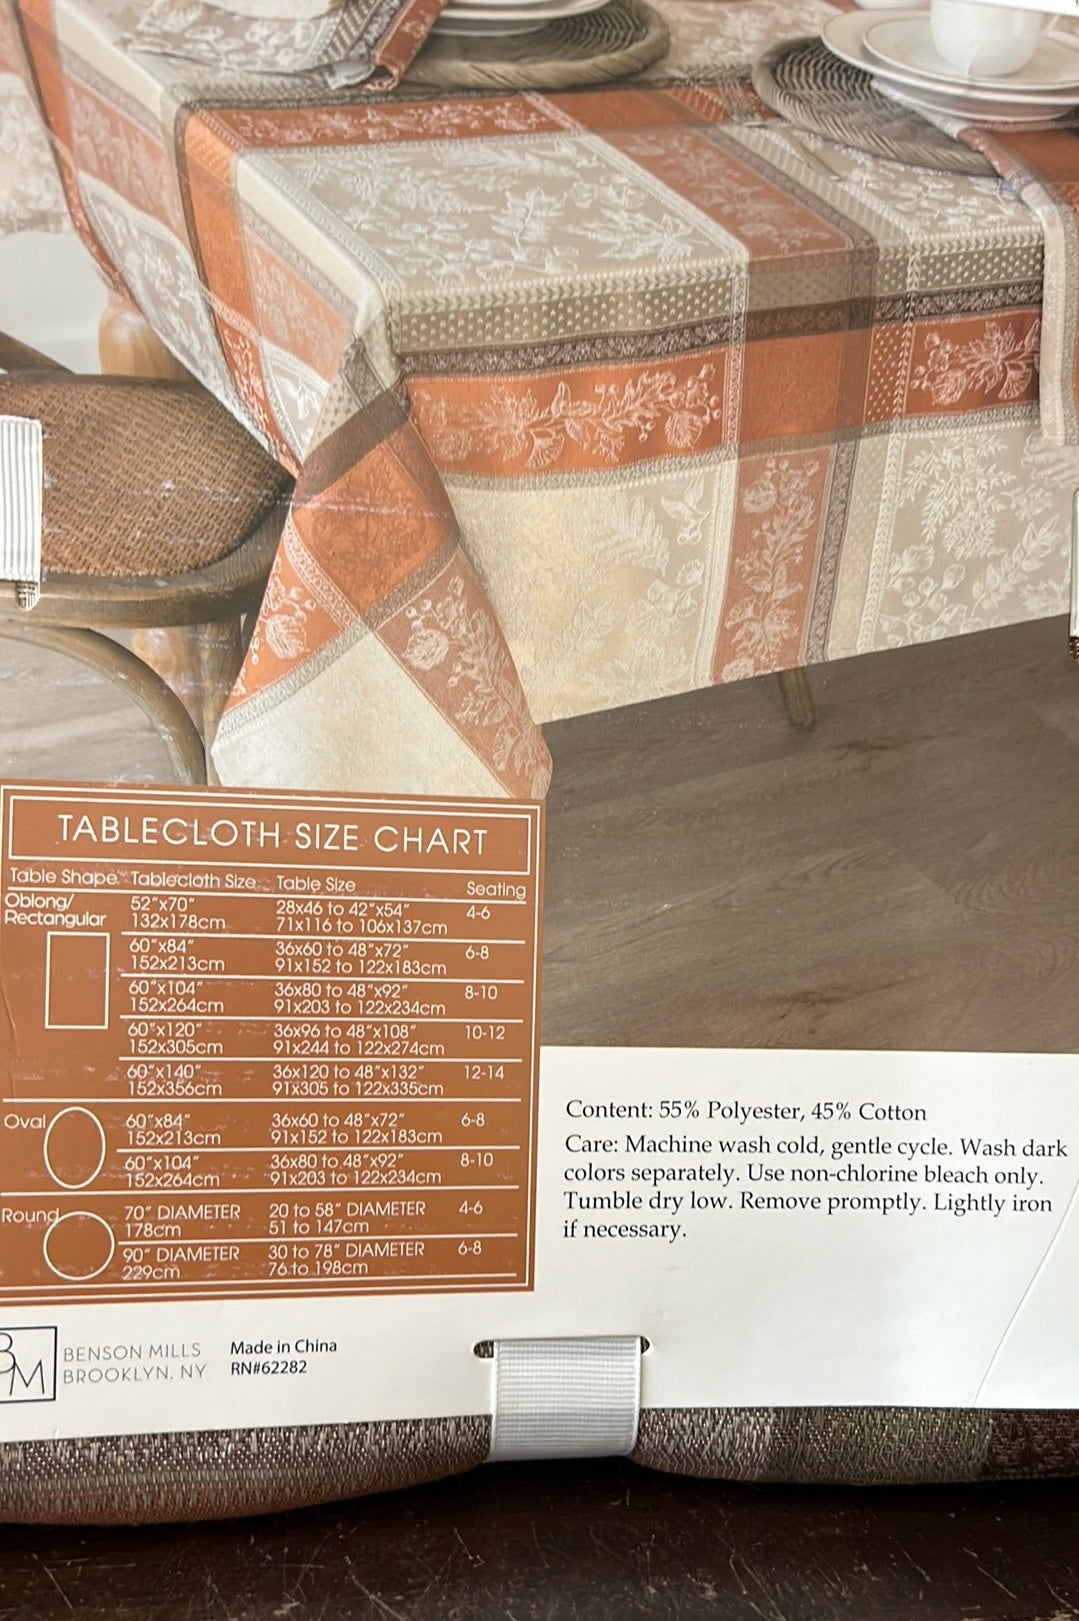 TABLECLOTH SIZE CHART
Table Shape Tablecloth Size Table Size Seating
Oblong/
Rectangular
52"x70" 28x46 to 42"x54" 4-6
132x178cm 71x116 to 106x137cm
60"x84" 36x60 to 48"x72" 6-8
152x213cm 91x152 to 122x183cm
60"x104" 36x80 to 48"x92" 8-10
152x264cm 91x203 to 122x234cm
60"x120" 36x96 to 48"x108" 10-12
152x305cm 91x244 to 122x274cm
60"x140" 36x120 to 48"x132" 12-14
152x356cm 91x305 to 122x335cm
Oval 60"x84" 36x60 to 48"x72" 6-8
152x213cm 91x152 to 122x183cm
60"x104" 36x80 to 48"x92" 8-10
152x264cm 91x203 to 122x234cm
Round 70" DIAMETER 20 to 58" DIAMETER 4-6
178cm 51 to 147cm
90" DIAMETER 30 to 78" DIAMETER 6-8
229cm 76 to 198cm
Content: 55% Polyester, 45% Cotton
Care: Machine wash cold, gentle cycle. Wash dark
colors separately. Use non-chlorine bleach only.
Tumble dry low. Remove promptly. Lightly iron
if necessary.
BM
BENSON MILLS
BROOKLYN, NY
Made in China
RN#62282